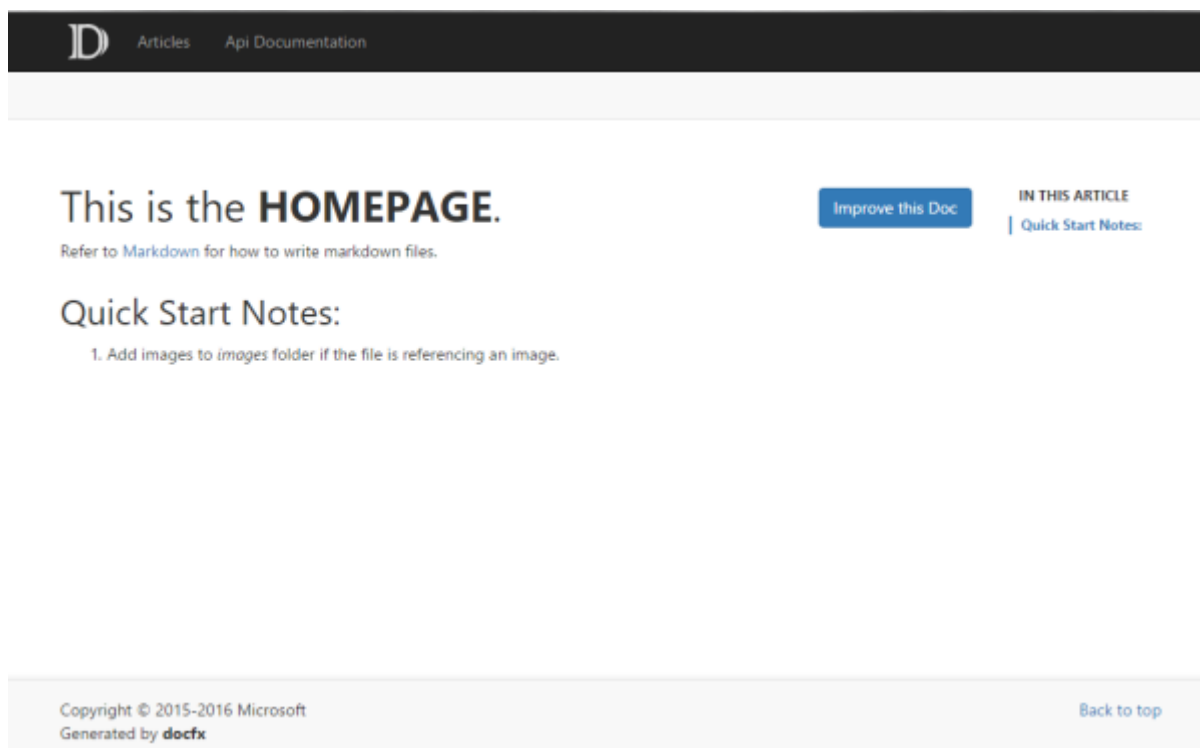 D Articles Api Documentation
This is the HOMEPAGE.
Refer to Markdown for how to write markdown files.
Quick Start Notes:
1. Add images to images folder if the file is referencing an image.
Improve this Doc
IN THIS ARTICLE
Quick Start Notes:
Copyright © 2015-2016 Microsoft
Generated by docfx
Back to top